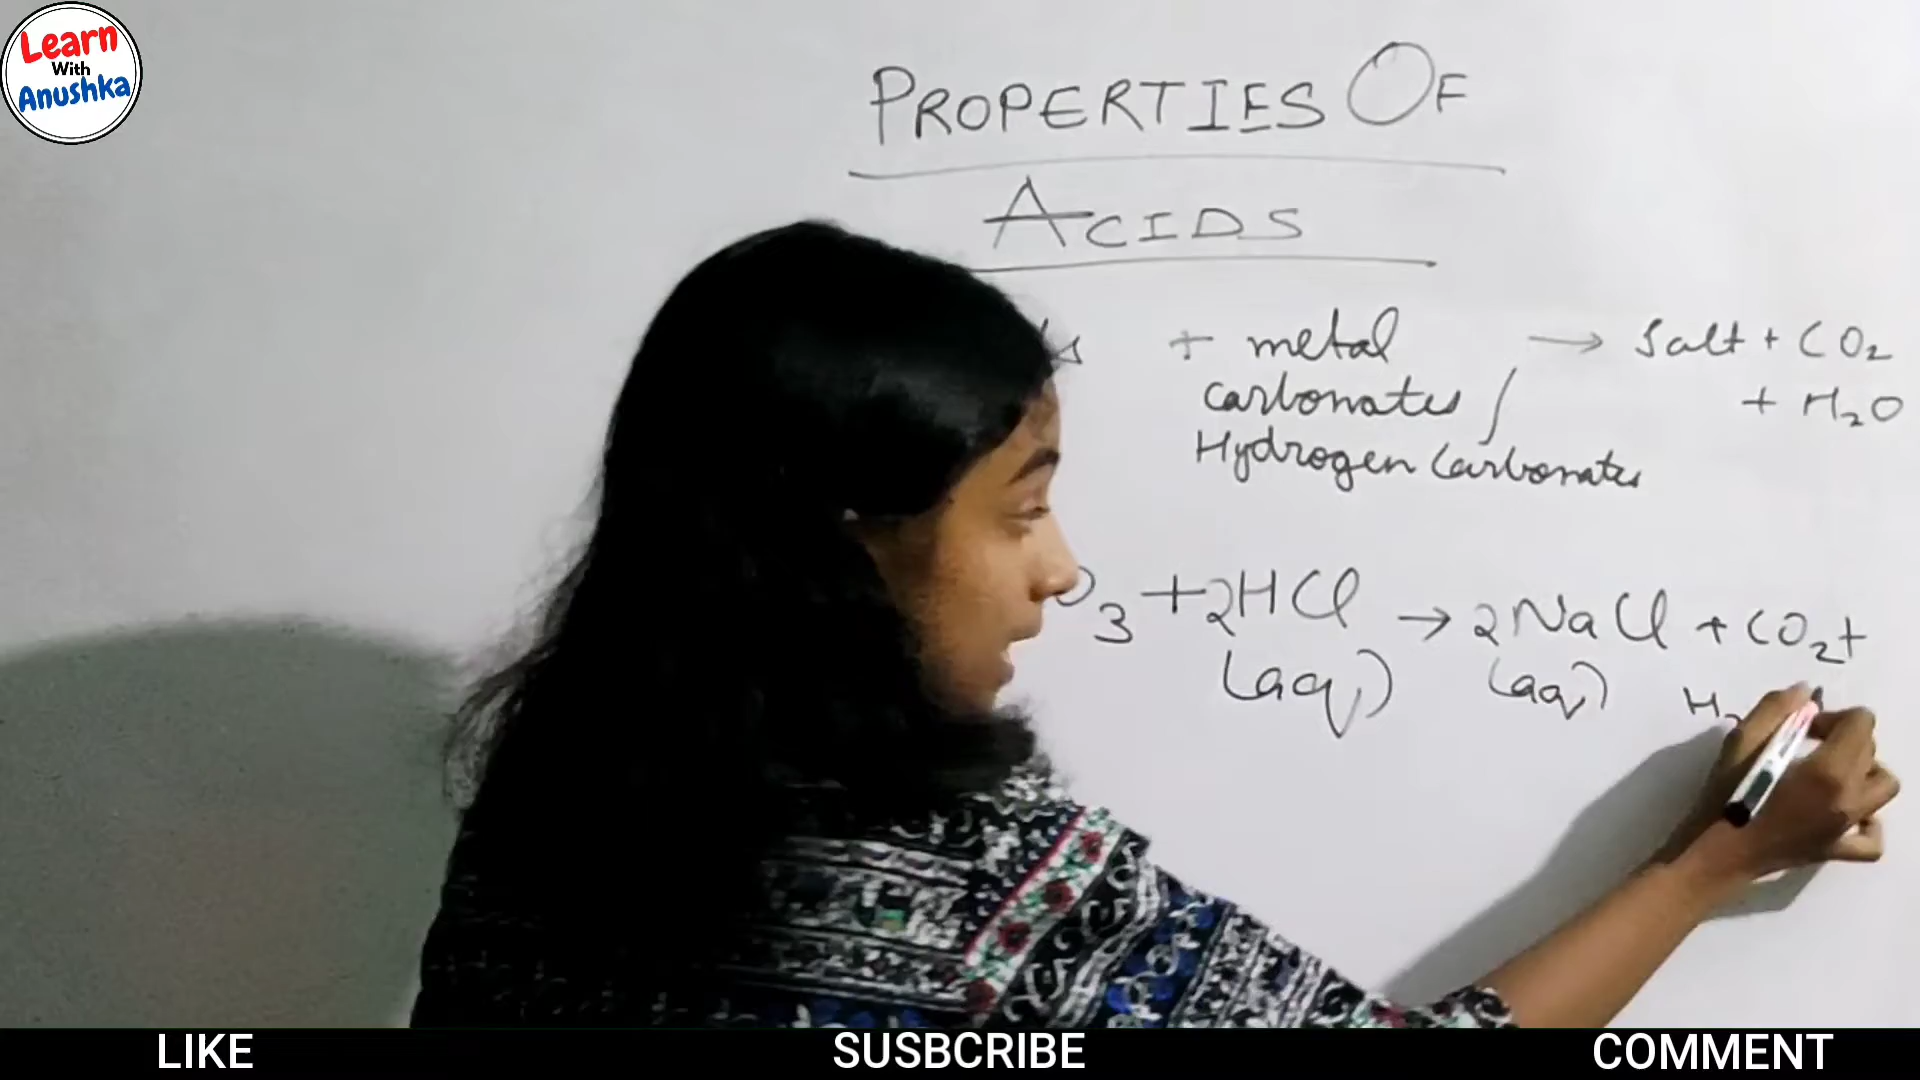 Learn
With
Anushka
PROPERTIES OF
ACIDS
+ metal → Salt + CO₂
carbonates / + H₂O
Hydrogen Carbonates
3 + 2HCl → 2NaCl + CO₂ +
(aq) (aq) H₂
LIKE SUSBCRIBE COMMENT